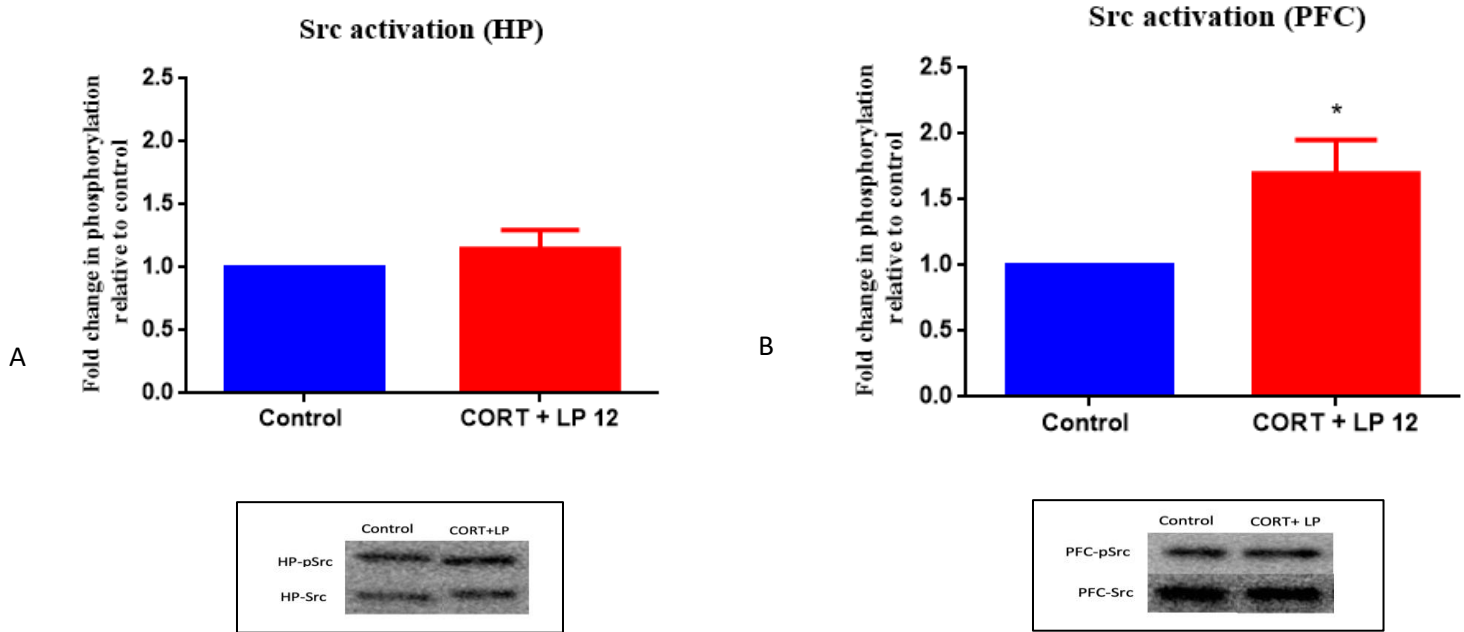 Src activation (HP)
Fold change in phosphorylation
relative to control
2.5
2.0
1.5
1.0
0.5
0.0
Control
CORT + LP 12
A
Control
CORT+LP
HP-pSrc
HP-Src
Src activation (PFC)
Fold change in phosphorylation
relative to control
2.5
2.0
*
1.5
1.0
0.5
0.0
Control
CORT + LP 12
B
Control
CORT+ LP
PFC-pSrc
PFC-Src